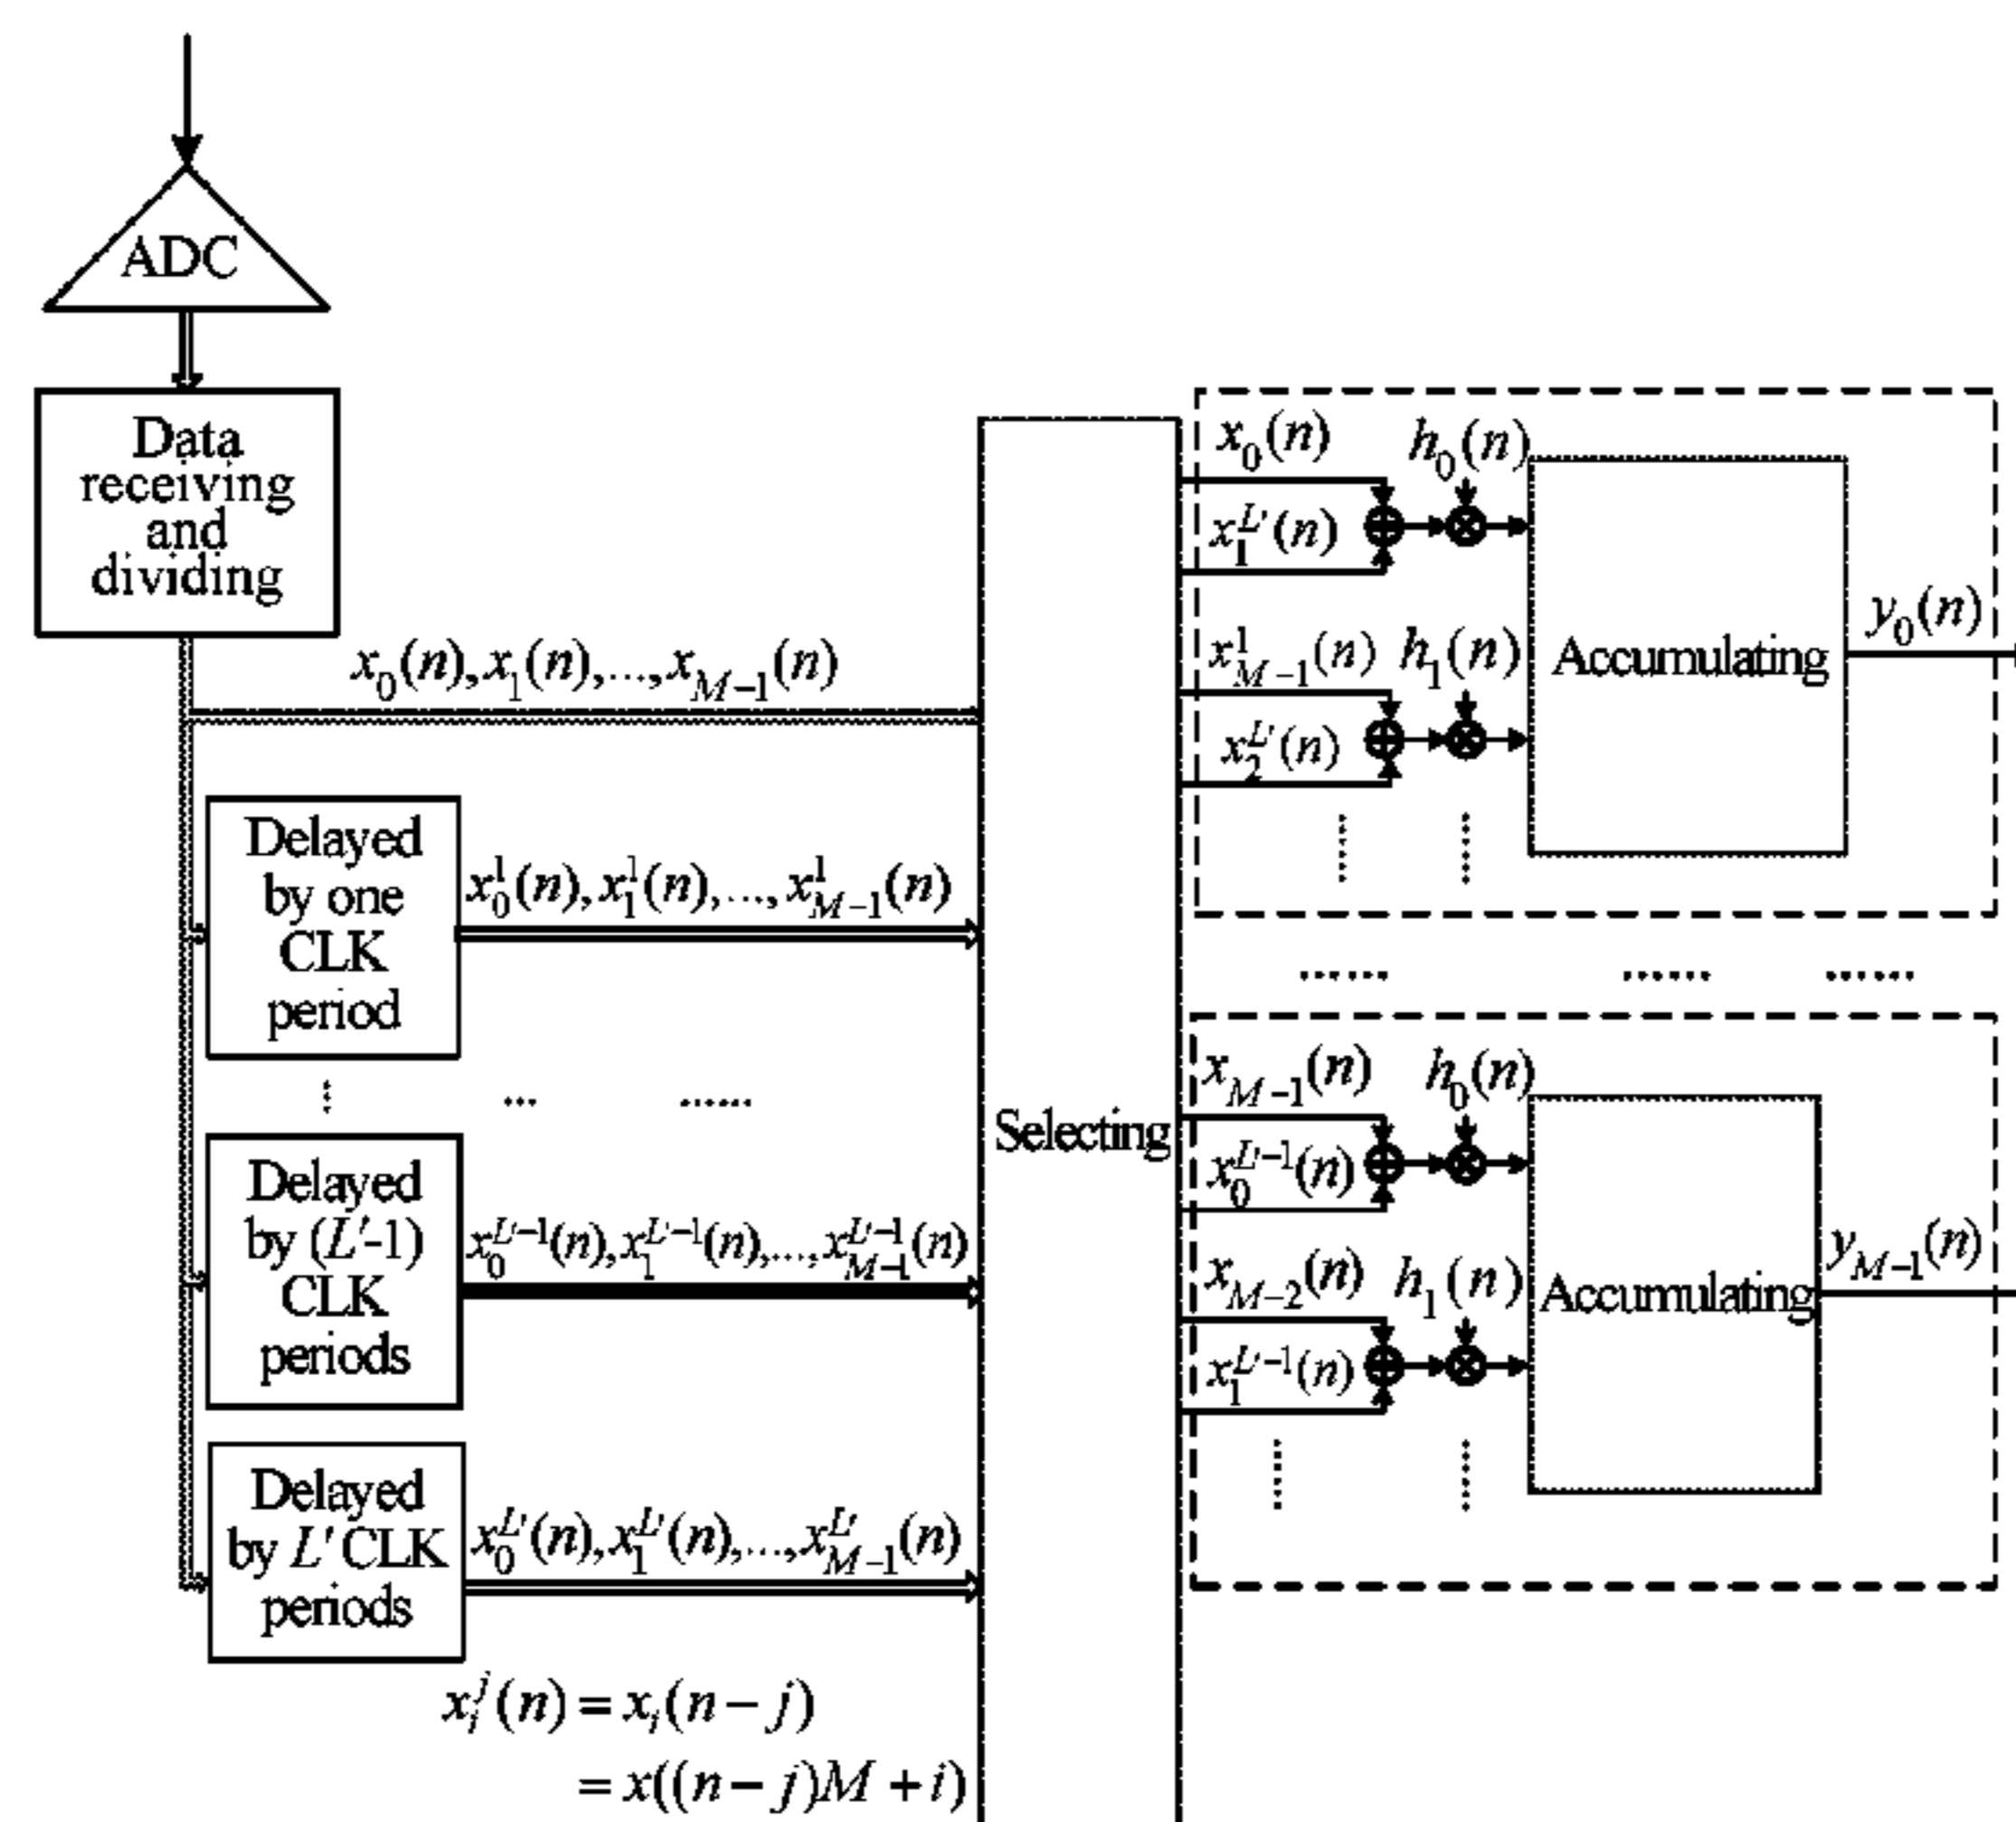 ADC
Data
receiving
and
dividing
x_0(n), x_1(n), ..., x_{M-1}(n)
Delayed
by one
CLK
period
x_0^1(n), x_1^1(n), ..., x_{M-1}^1(n)
... ......
Delayed
by (L'-1)
CLK
periods
x_0^{L'-1}(n), x_1^{L'-1}(n), ..., x_{M-1}^{L'-1}(n)
Delayed
by L' CLK
periods
x_0^{L'}(n), x_1^{L'}(n), ..., x_{M-1}^{L'}(n)
x_i^j(n) = x_i(n - j)
= x((n - j)M + i)
Selecting
x_0(n)
h_0(n)
x_1^{L'}(n)
x_{M-1}^1(n)
h_1(n)
x_2^{L'}(n)
Accumulating
y_0(n)
...... ...... ......
x_{M-1}(n)
h_0(n)
x_0^{L'-1}(n)
x_{M-2}(n)
h_1(n)
x_1^{L'-1}(n)
Accumulating
y_{M-1}(n)